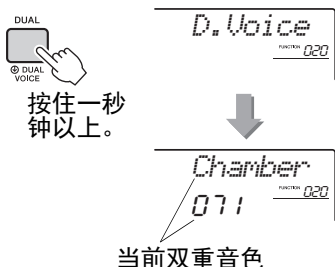 DUAL
D.Voice
FUNCTION 020
DUAL
VOICE
按住一秒
钟以上。
Chamber
FUNCTION 020
071
当前双重音色